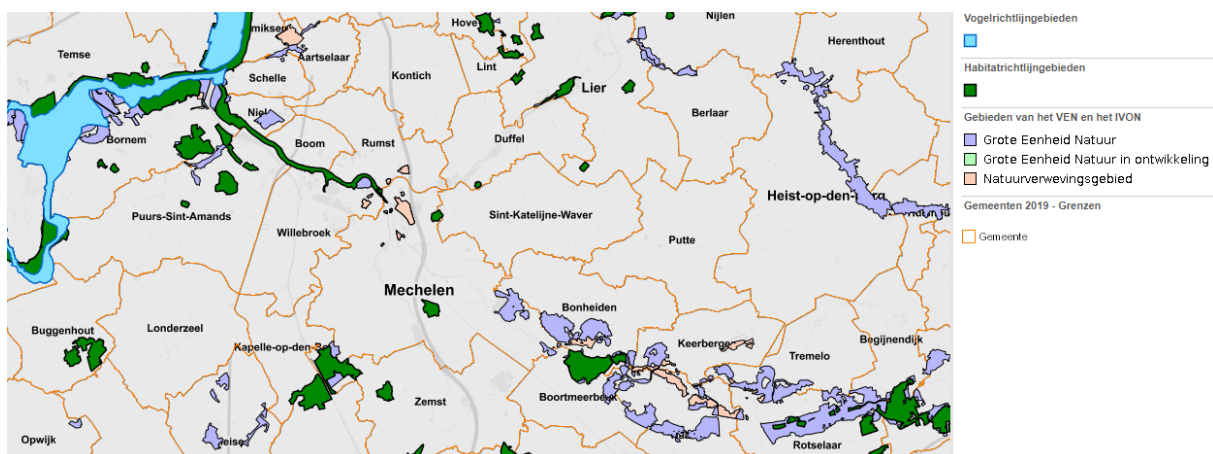 Hove
Nijlen
Vogelrichtlijngebieden
Temse
Aartselaar
Lint
Herenthout
Kontich
Habitatrichtlijngebieden
Schelle
Lier
Berlaar
Gebieden van het VEN en het IVON
Niel
Bornem
Boom
Rumst
Duffel
Grote Eenheid Natuur
Grote Eenheid Natuur in ontwikkeling
Natuurverwevingsgebied
Gemeenten 2019 - Grenzen
Puurs-Sint-Amands
Sint-Katelijne-Waver
Willebroek
Putte
Gemeente
Mechelen
Bonheiden
Buggenhout
Londerzeel
Keerbergen
Begijnendijk
Tremelo
Zemst
Opwijk
Rotselaar